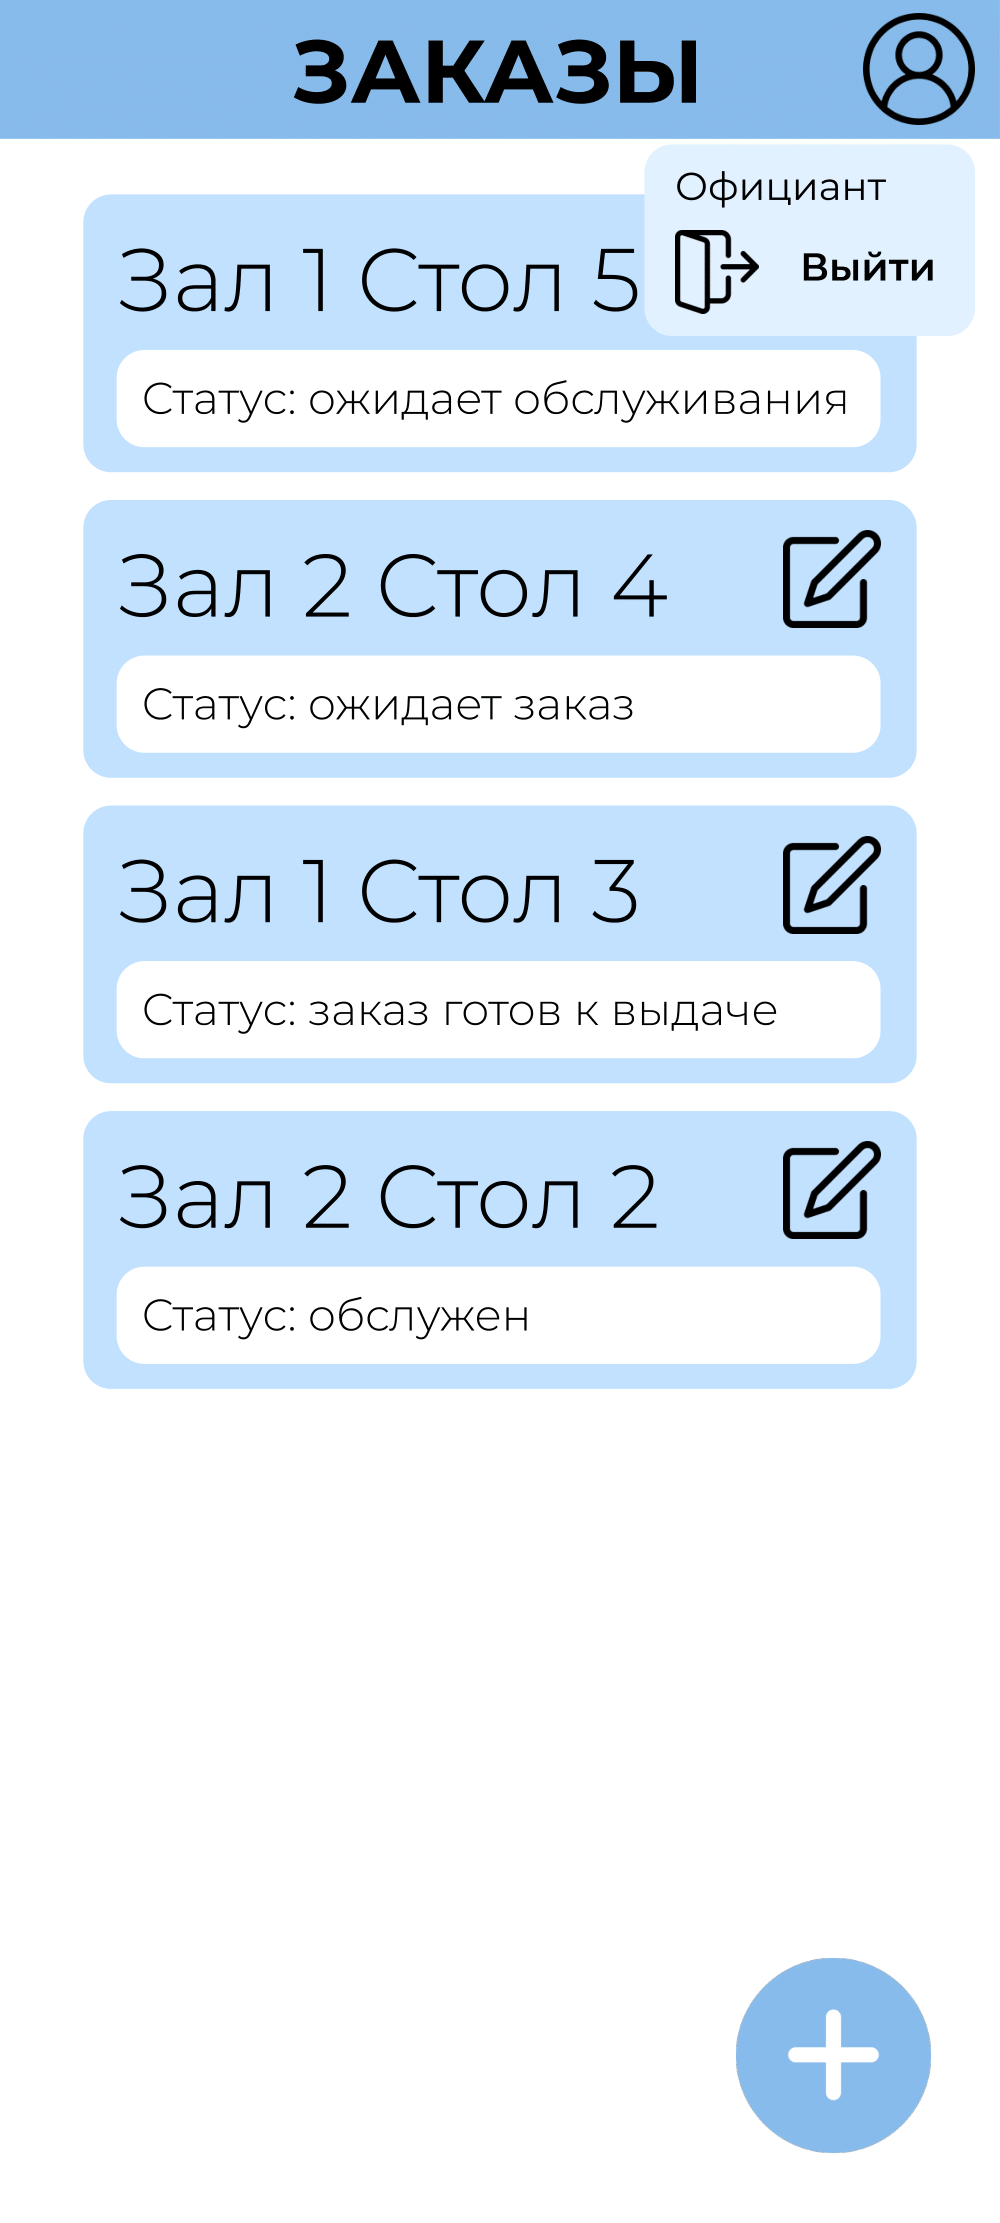 ЗАКАЗЫ
Официант
Выйти
Зал 1 Стол 5
Статус: ожидает обслуживания
Зал 2 Стол 4
Статус: ожидает заказ
Зал 1 Стол 3
Статус: заказ готов к выдаче
Зал 2 Стол 2
Статус: обслужен